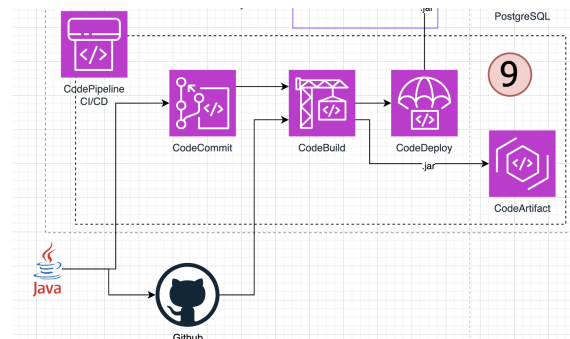 .jar
PostgreSQL
9
CodePipeline
CI/CD
CodeCommit
CodeBuild
CodeDeploy
.jar
CodeArtifact
Java
Github